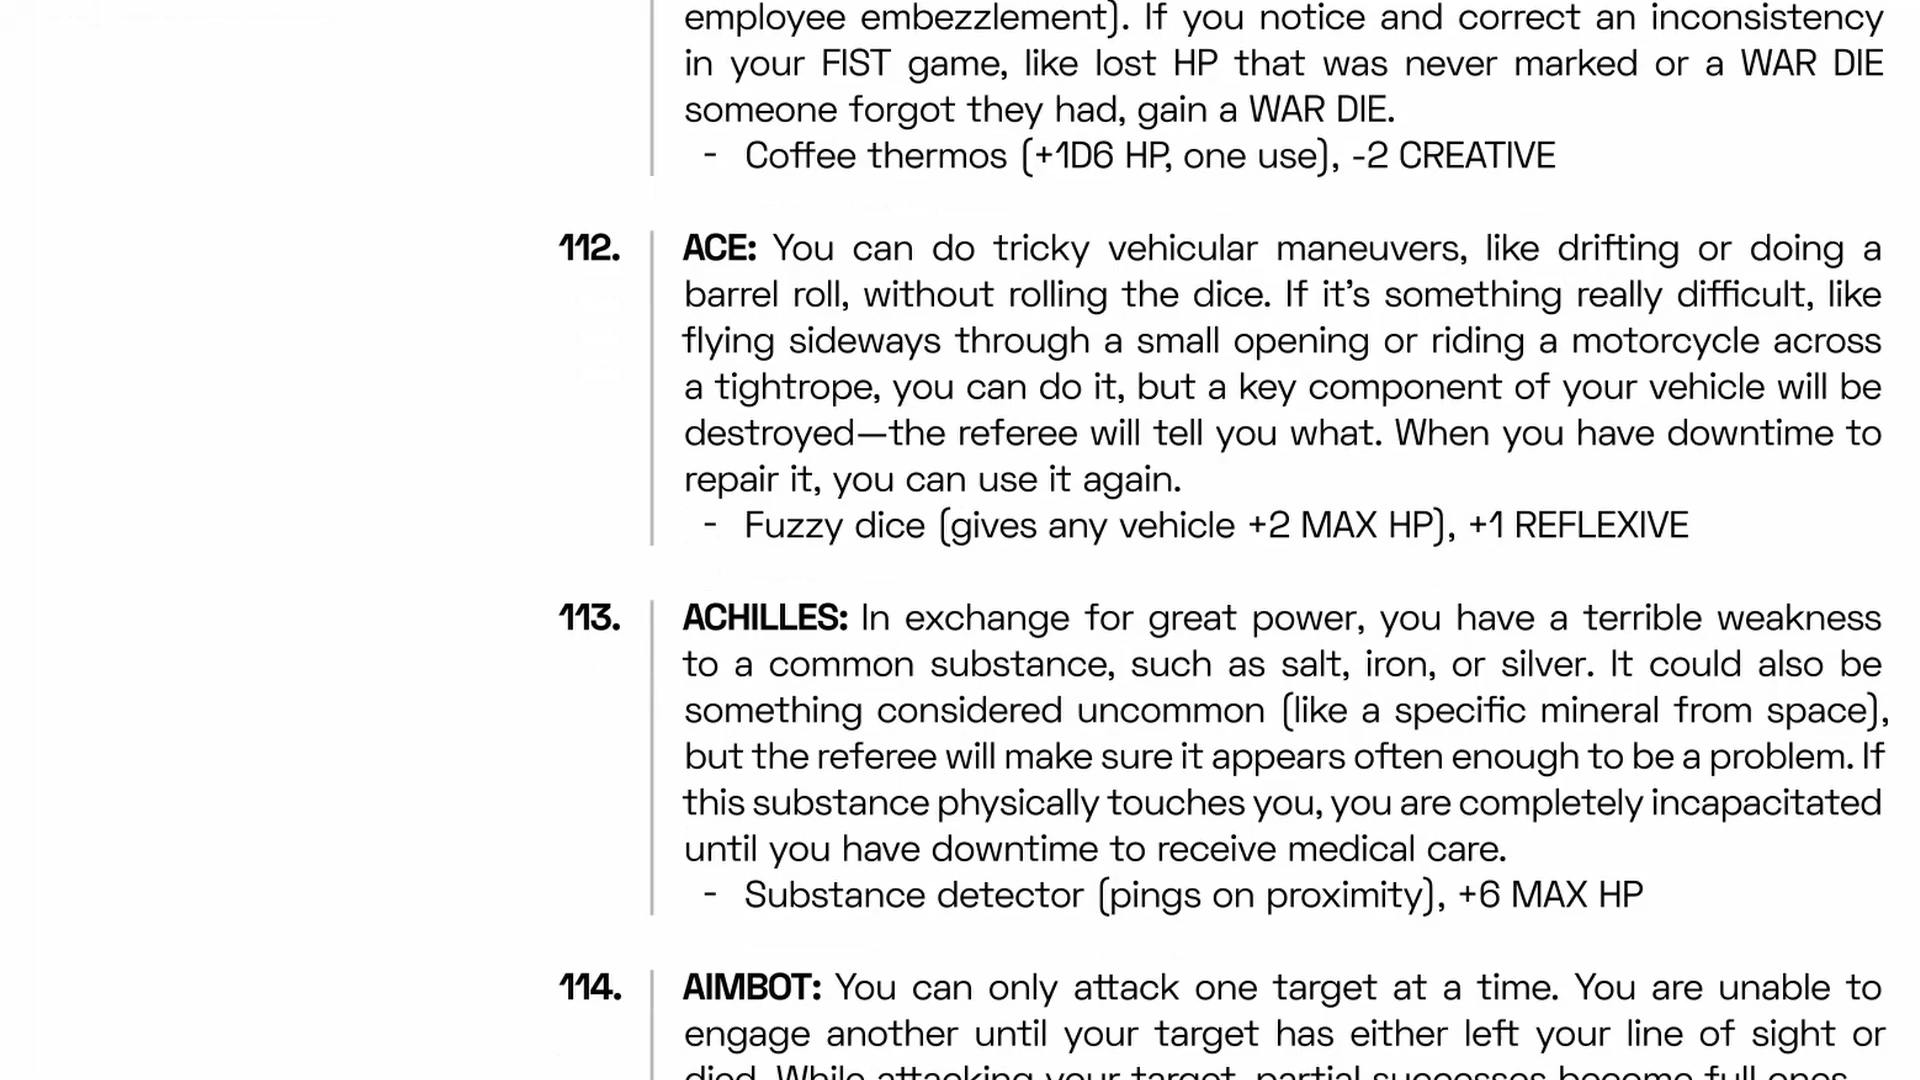 employee embezzlement). If you notice and correct an inconsistency
in your FIST game, like lost HP that was never marked or a WAR DIE
someone forgot they had, gain a WAR DIE.
- Coffee thermos (+1D6 HP, one use), -2 CREATIVE
112. ACE: You can do tricky vehicular maneuvers, like drifting or doing a
barrel roll, without rolling the dice. If it’s something really difficult, like
flying sideways through a small opening or riding a motorcycle across
a tightrope, you can do it, but a key component of your vehicle will be
destroyed—the referee will tell you what. When you have downtime to
repair it, you can use it again.
- Fuzzy dice (gives any vehicle +2 MAX HP), +1 REFLEXIVE
113. ACHILLES: In exchange for great power, you have a terrible weakness
to a common substance, such as salt, iron, or silver. It could also be
something considered uncommon (like a specific mineral from space),
but the referee will make sure it appears often enough to be a problem. If
this substance physically touches you, you are completely incapacitated
until you have downtime to receive medical care.
- Substance detector (pings on proximity), +6 MAX HP
114. AIMBOT: You can only attack one target at a time. You are unable to
engage another until your target has either left your line of sight or
died. While attacking your target, partial successes become full ones.